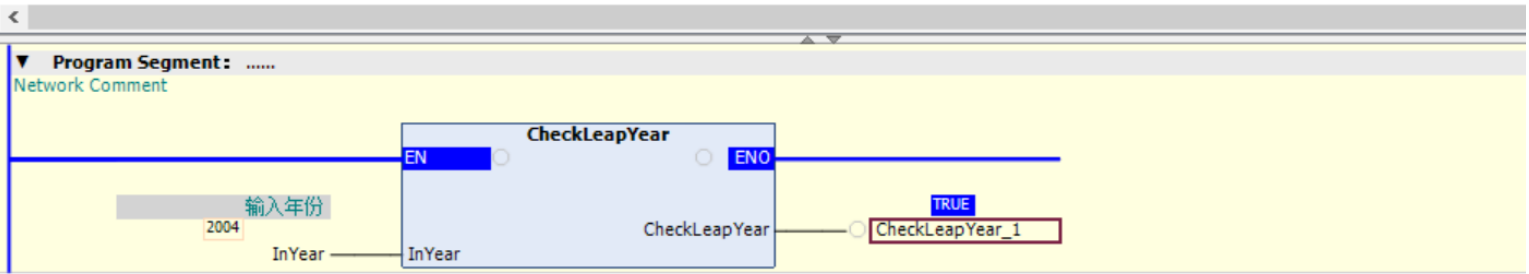 Program Segment: ......
Network Comment
CheckLeapYear
EN
ENO
输入年份
TRUE
2004
CheckLeapYear
CheckLeapYear_1
InYear
InYear